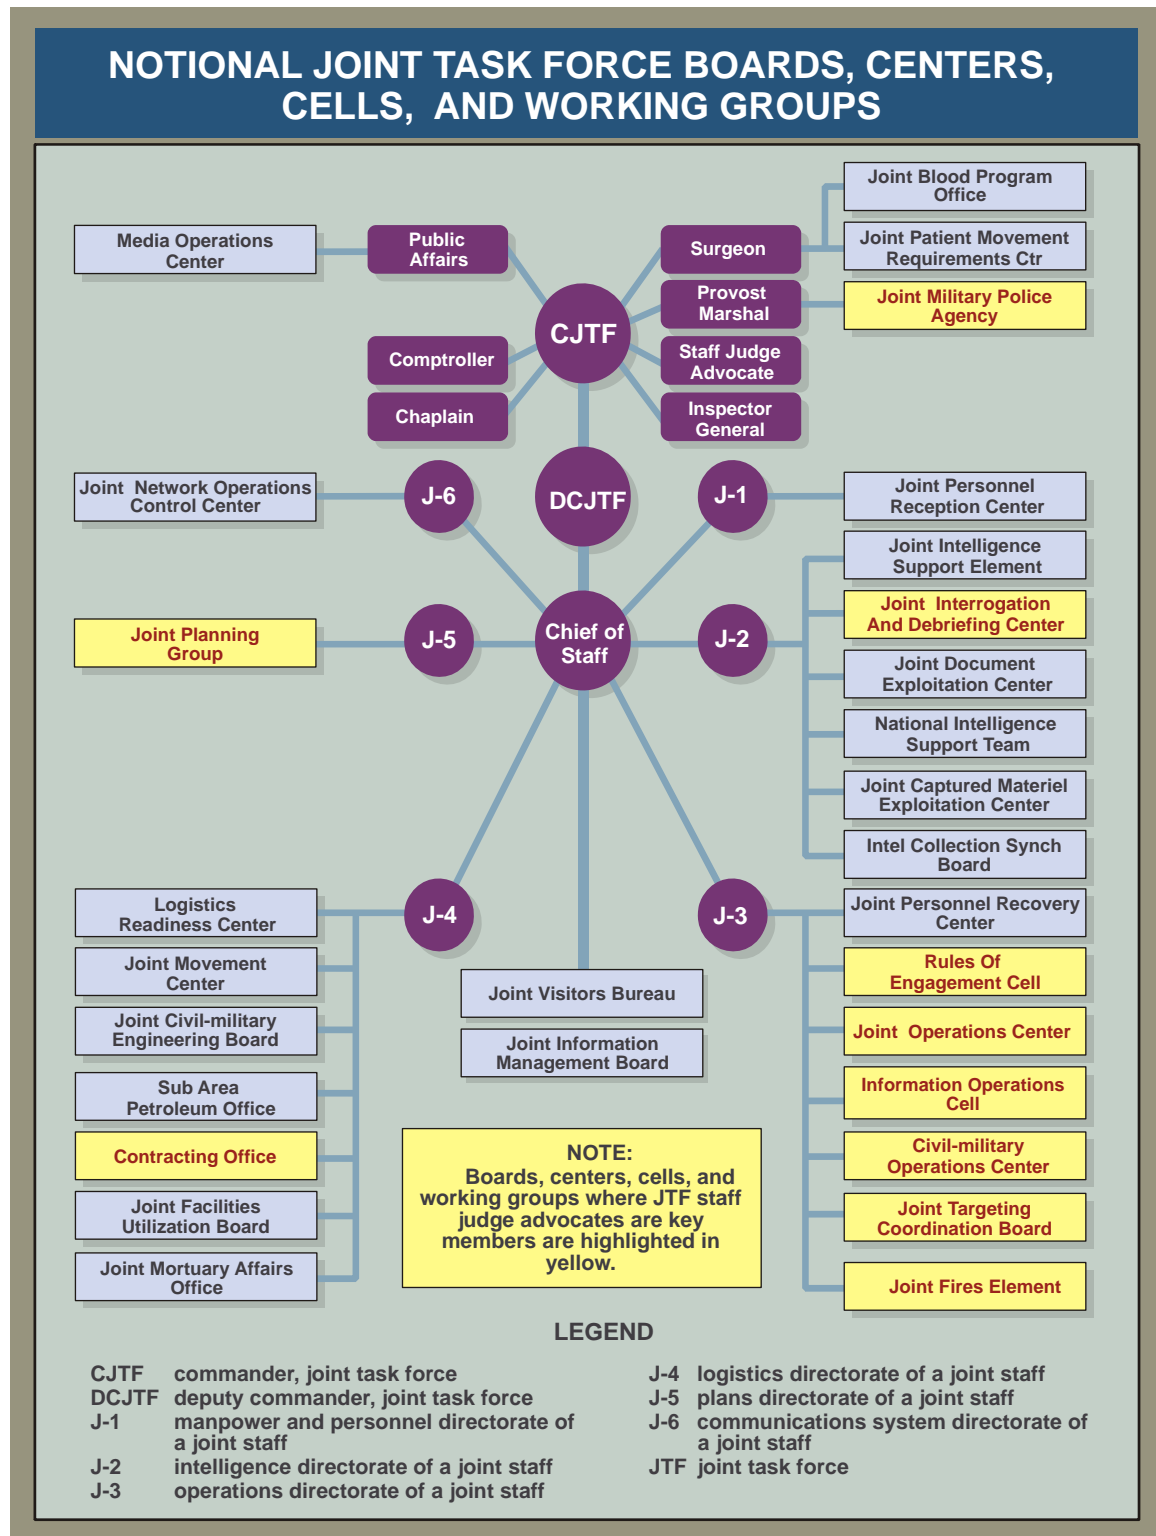 NOTIONAL JOINT TASK FORCE BOARDS, CENTERS,
CELLS, AND WORKING GROUPS
Joint Blood Program
Office
Media Operations
Center
Public
Affairs
Surgeon
Joint Patient Movement
Requirements Ctr
Provost
Marshal
Joint Military Police
Agency
CJTF
Comptroller
Staff Judge
Advocate
Chaplain
Inspector
General
Joint Network Operations
Control Center
J-6
DCJTF
J-1
Joint Personnel
Reception Center
Joint Intelligence
Support Element
Joint Interrogation
And Debriefing Center
Joint Planning
Group
J-5
Chief of
Staff
J-2
Joint Document
Exploitation Center
National Intelligence
Support Team
Joint Captured Materiel
Exploitation Center
Intel Collection Synch
Board
Logistics
Readiness Center
J-4
J-3
Joint Personnel Recovery
Center
Joint Movement
Center
Rules Of
Engagement Cell
Joint Visitors Bureau
Joint Civil-military
Engineering Board
Joint Operations Center
Joint Information
Management Board
Sub Area
Petroleum Office
Information Operations
Cell
Contracting Office
Civil-military
Operations Center
Joint Facilities
Utilization Board
Joint Targeting
Coordination Board
Joint Mortuary Affairs
Office
Joint Fires Element
NOTE:
Boards, centers, cells, and
working groups where JTF staff
judge advocates are key
members are highlighted in
yellow.
LEGEND
CJTF commander, joint task force
DCJTF deputy commander, joint task force
J-1 manpower and personnel directorate of
a joint staff
J-2 intelligence directorate of a joint staff
J-3 operations directorate of a joint staff
J-4 logistics directorate of a joint staff
J-5 plans directorate of a joint staff
J-6 communications system directorate of
a joint staff
JTF joint task force